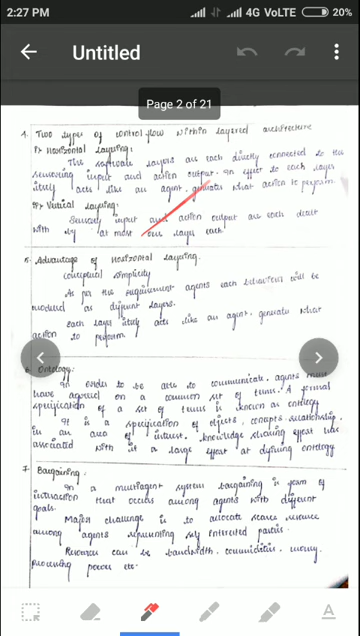 2:27 PM 4G VoLTE 20%
Untitled
Page 2 of 21
4. Two types of control flow within layered architecture
i) Horizontal layering:
The software layers are each directly connected to the
sensoring input and action output. In effect to each layer
itself acts like an agent, generates what action to perform.
ii) Vertical layering:
Sensory input and action output are each dealt
with by at most one layer each.
5. Advantage of Horizontal layering.
conceptual simplicity
As per the requirement agents each behaviors will be
modeled as different layers.
Each layer itself acts like an agent, generate what
action to perform
6. Ontology:
In order to be able to communicate, agents must
have agreed on a common set of terms. A formal
specification of a set of terms is known as ontology
It is a specification of objects, concepts, relationship
in an area of interest. knowledge sharing effort has
associated with it a large effort at defining ontology
7. Bargaining:
In a multiagent system bargaining is form of
interaction that occurs among agents with different
goals.
Major challenge is to allocate scarce resource
among agents representing self interested parties.
Resources can be bandwidth, commodities, money,
processing power etc.
A